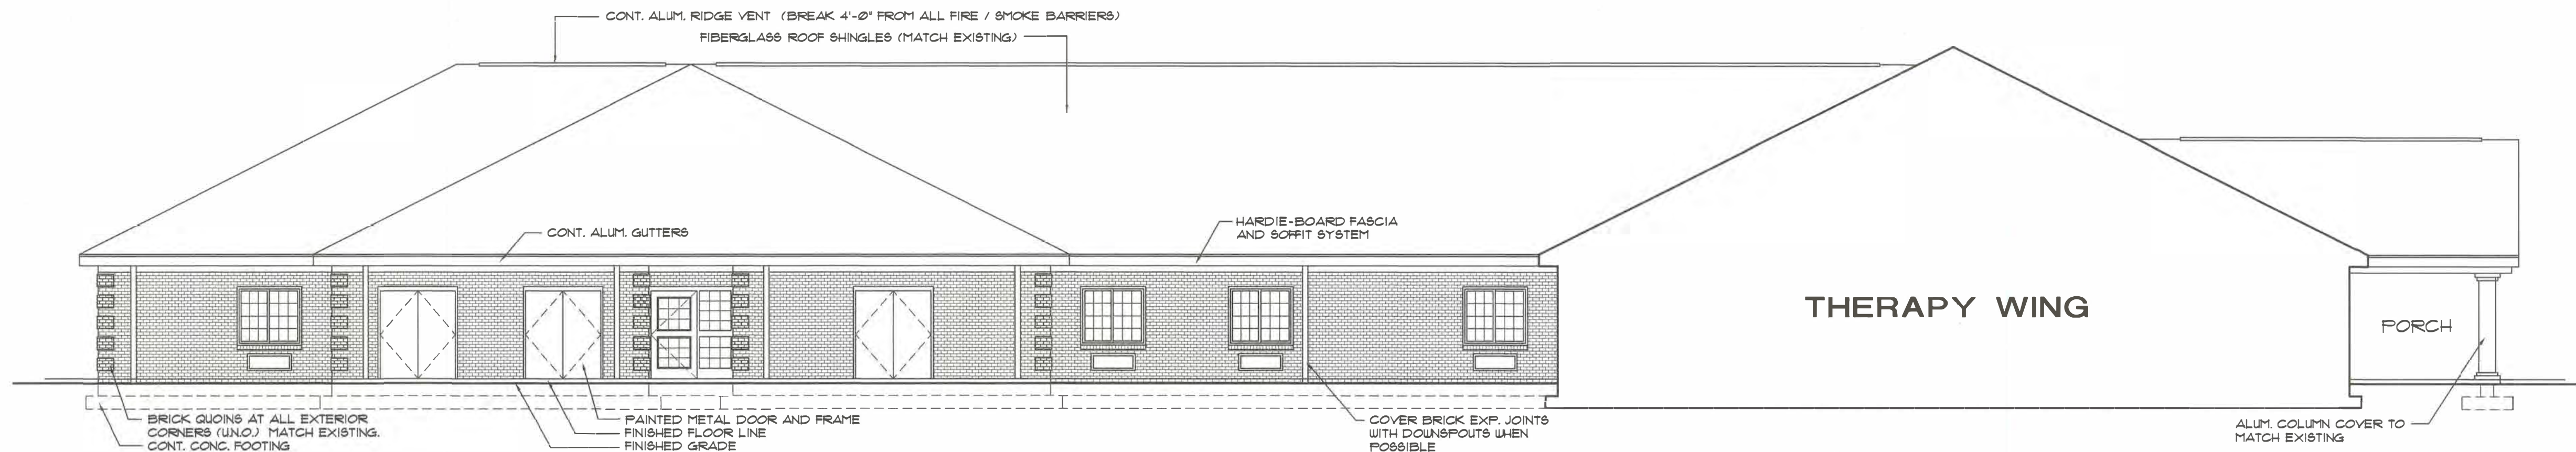 CONT. ALUM. RIDGE VENT (BREAK 4'-0" FROM ALL FIRE / SMOKE BARRIERS)
FIBERGLASS ROOF SHINGLES (MATCH EXISTING)
CONT. ALUM. GUTTERS
HARDIE-BOARD FASCIA
AND SOFFIT SYSTEM
THERAPY WING
PORCH
BRICK QUOINS AT ALL EXTERIOR
CORNERS (U.N.O.) MATCH EXISTING.
CONT. CONC. FOOTING
PAINTED METAL DOOR AND FRAME
FINISHED FLOOR LINE
FINISHED GRADE
COVER BRICK EXP. JOINTS
WITH DOWNSPOUTS WHEN
POSSIBLE
ALUM. COLUMN COVER TO
MATCH EXISTING